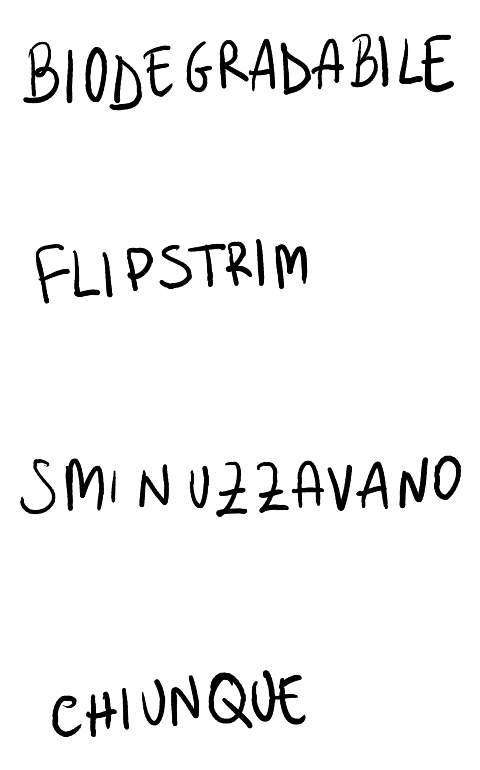 BIODEGRADABILE
FLIPSTRIM
SMINUZZAVANO
CHIUNQUE